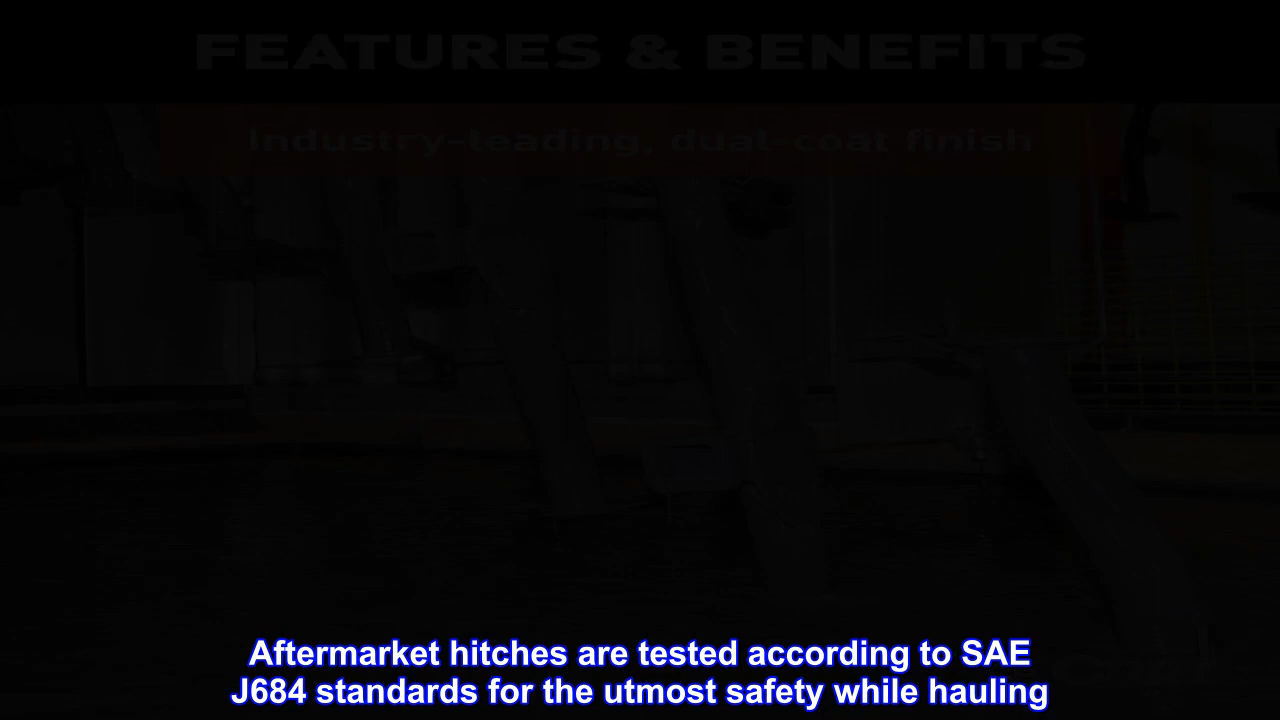 FEATURES & BENEFITS
Industry-leading, dual-coat finish
Aftermarket hitches are tested according to SAE
J684 standards for the utmost safety while hauling